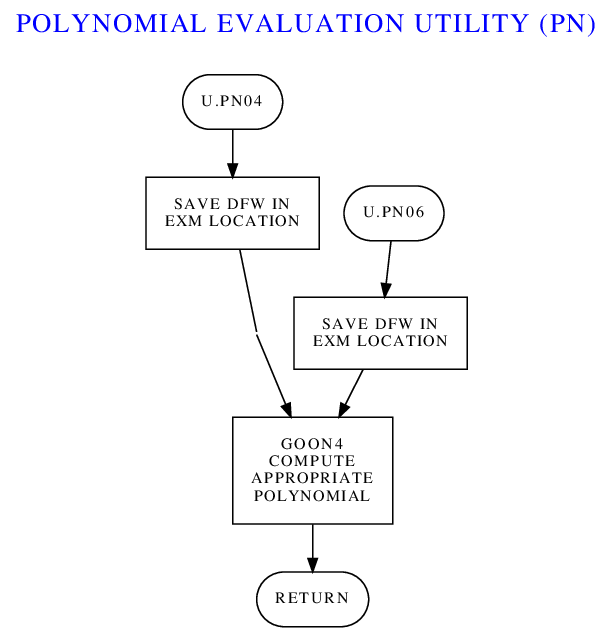 POLYNOMIAL EVALUATION UTILITY (PN)
U.PN04
SAVE DFW IN
EXM LOCATION
U.PN06
SAVE DFW IN
EXM LOCATION
GOON4
COMPUTE
APPROPRIATE
POLYNOMIAL
RETURN